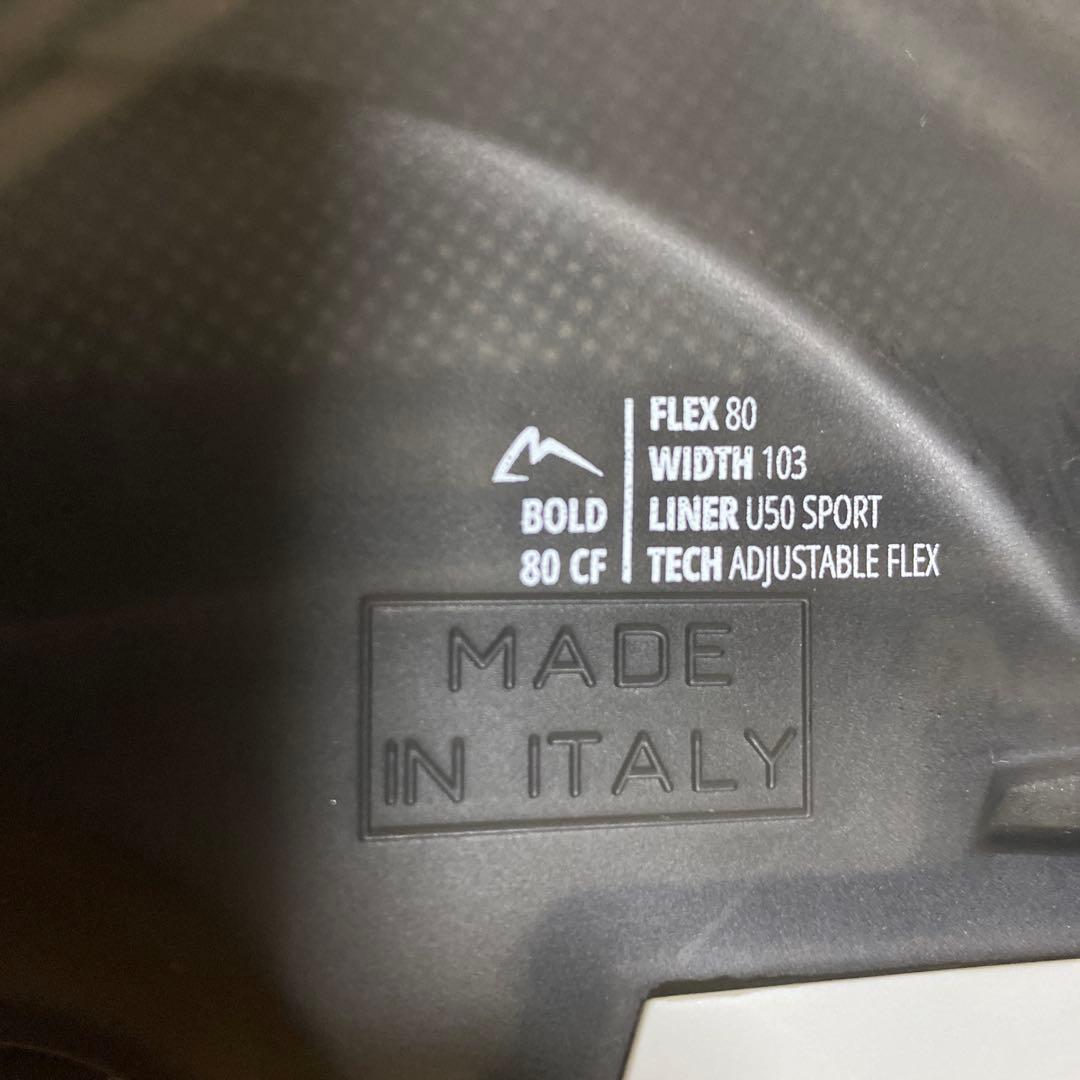 BOLD
80 CF
FLEX 80
WIDTH 103
LINER U50 SPORT
TECH ADJUSTABLE FLEX
MADE
IN ITALY